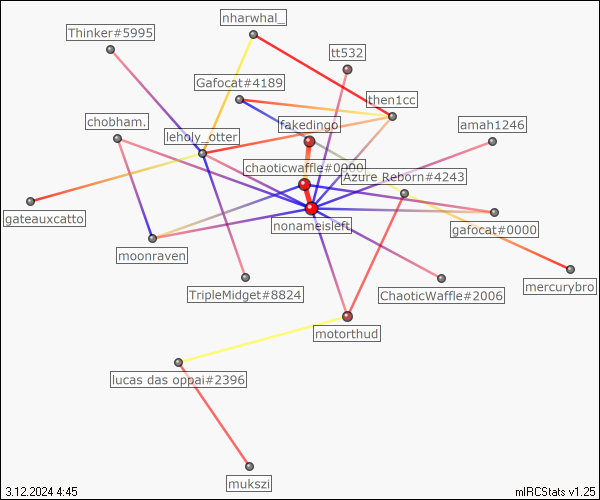 nharwhal_
Thinker#5995
tt532
Gafocat#4189
then1cc
chobham.
fakedingo
amah1246
leholy_otter
chaoticwaffle#0000
Azure Reborn#4243
gateauxcatto
nonameisleft
gafocat#0000
moonraven
mercurybro
TripleMidget#8824
ChaoticWaffle#2006
motorthud
lucas das oppai#2396
mukszi
3.12.2024 4:45
mIRCStats v1.25